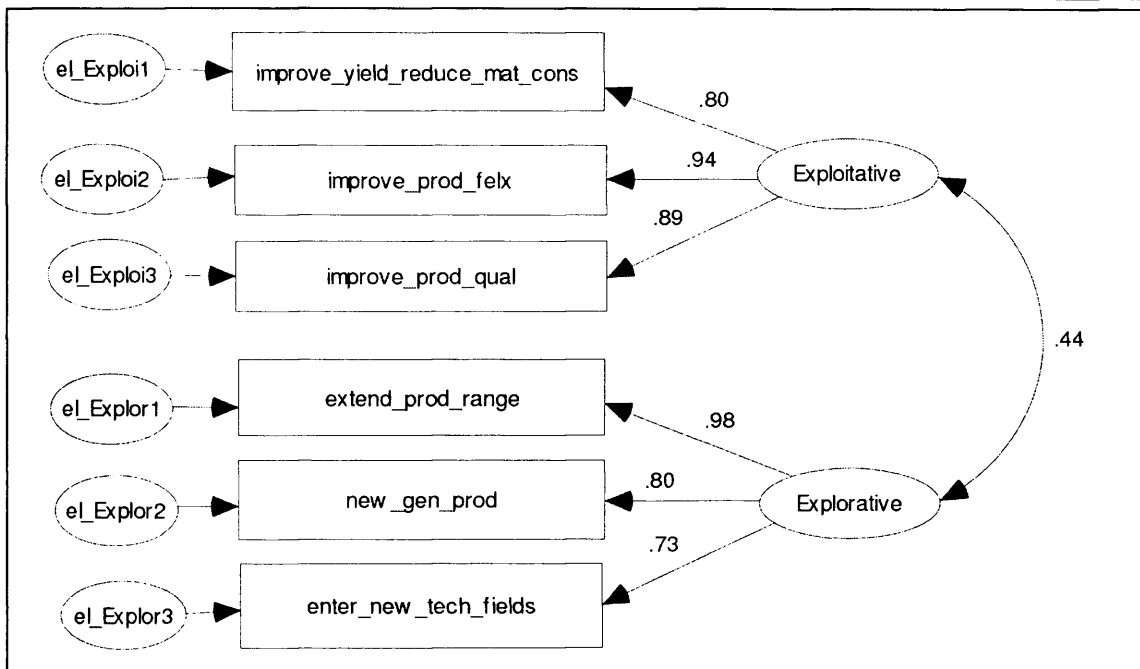 el_Exploi1
improve_yield_reduce_mat_cons
.80
el_Exploi2
improve_prod_felx
.94
Exploitative
.89
el_Exploi3
improve_prod_qual
.44
el_Explor1
extend_prod_range
.98
el_Explor2
new_gen_prod
.80
Explorative
.73
el_Explor3
enter_new_tech_fields